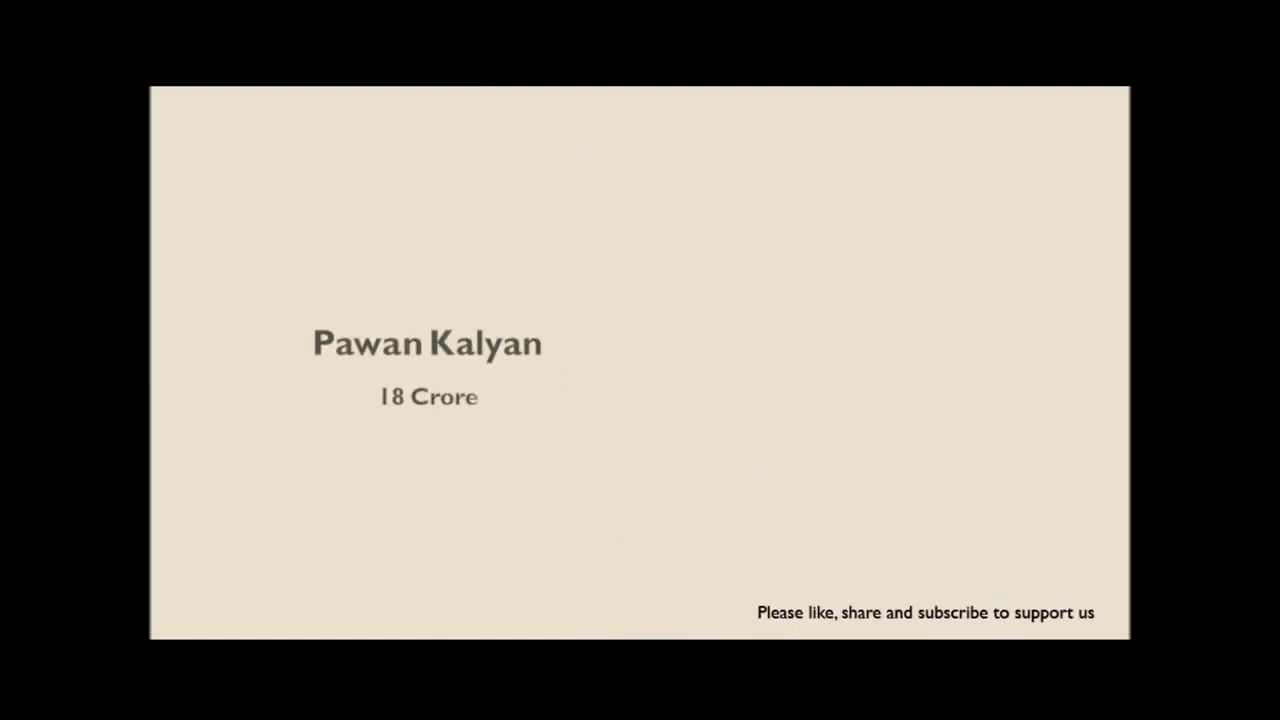 Pawan Kalyan
18 Crore
Please like, share and subscribe to support us